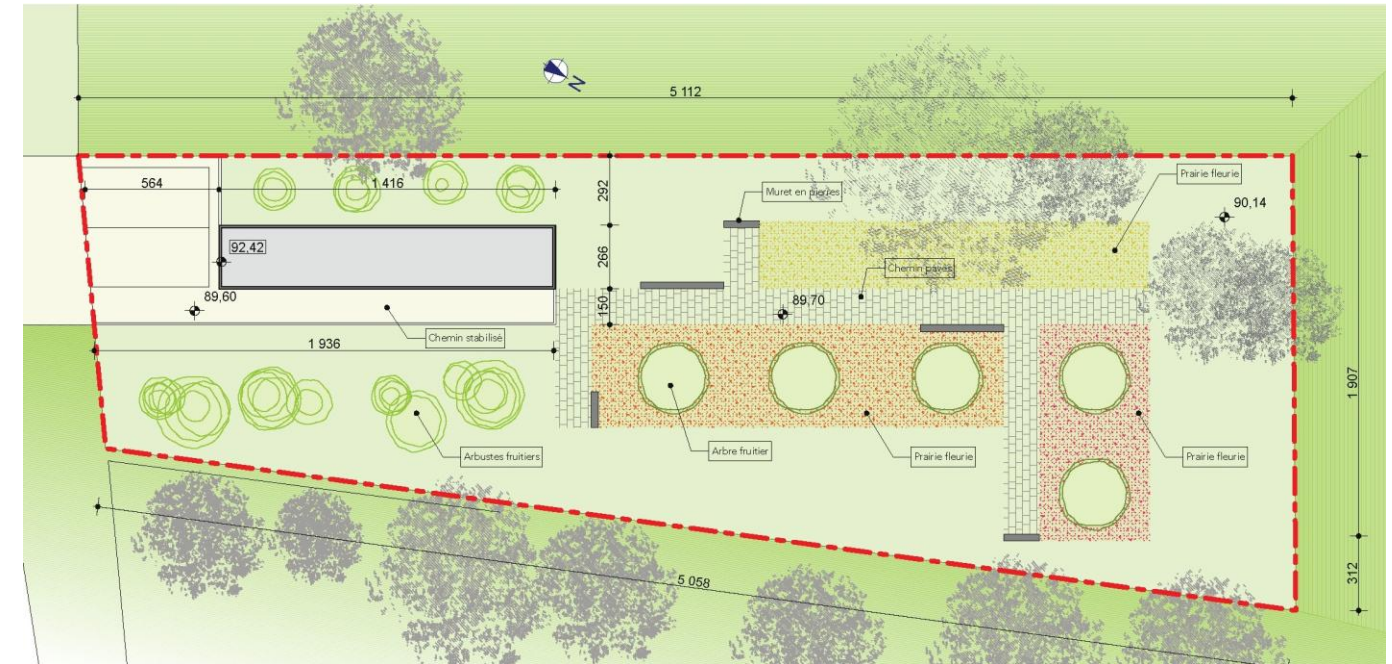 N
5 112
564
1 416
292
Muret en pierres
Prairie fleurie
90,14
92,42
266
Chemin pavés
89,60
150
89,70
Chemin stabilisé
1 936
1 907
Arbustes fruitiers
Arbre fruitier
Prairie fleurie
Prairie fleurie
5 058
312